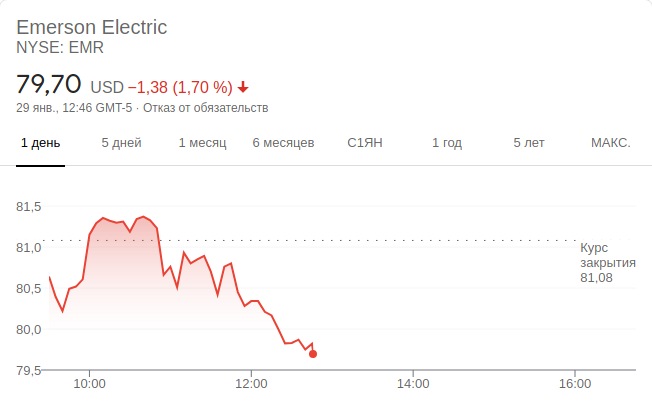 Emerson Electric
NYSE: EMR
79,70 USD −1,38 (1,70 %)
29 янв., 12:46 GMT-5 · Отказ от обязательств
1 день 5 дней 1 месяц 6 месяцев С1ЯН 1 год 5 лет МАКС.
81,5
81,0
Курс
закрытия
81,08
80,5
80,0
79,5
10:00 12:00 14:00 16:00